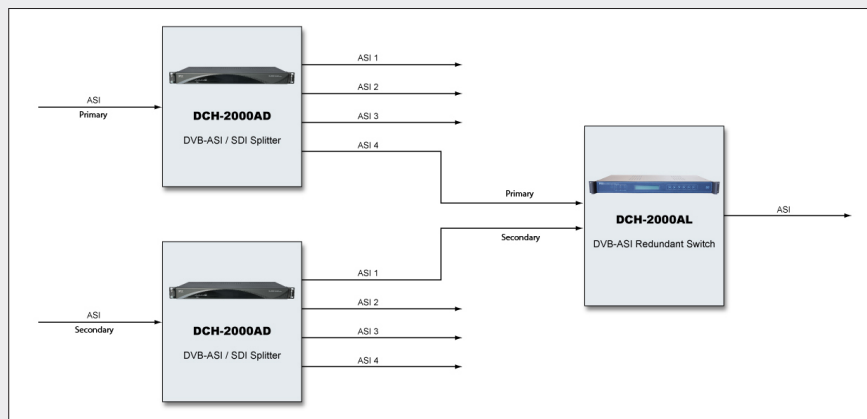 ASI
Primary
DCH-2000AD
DVB-ASI / SDI Splitter
ASI 1
ASI 2
ASI 3
ASI 4
Primary
Secondary
DCH-2000AL
DVB-ASI Redundant Switch
ASI
ASI
Secondary
DCH-2000AD
DVB-ASI / SDI Splitter
ASI 1
ASI 2
ASI 3
ASI 4